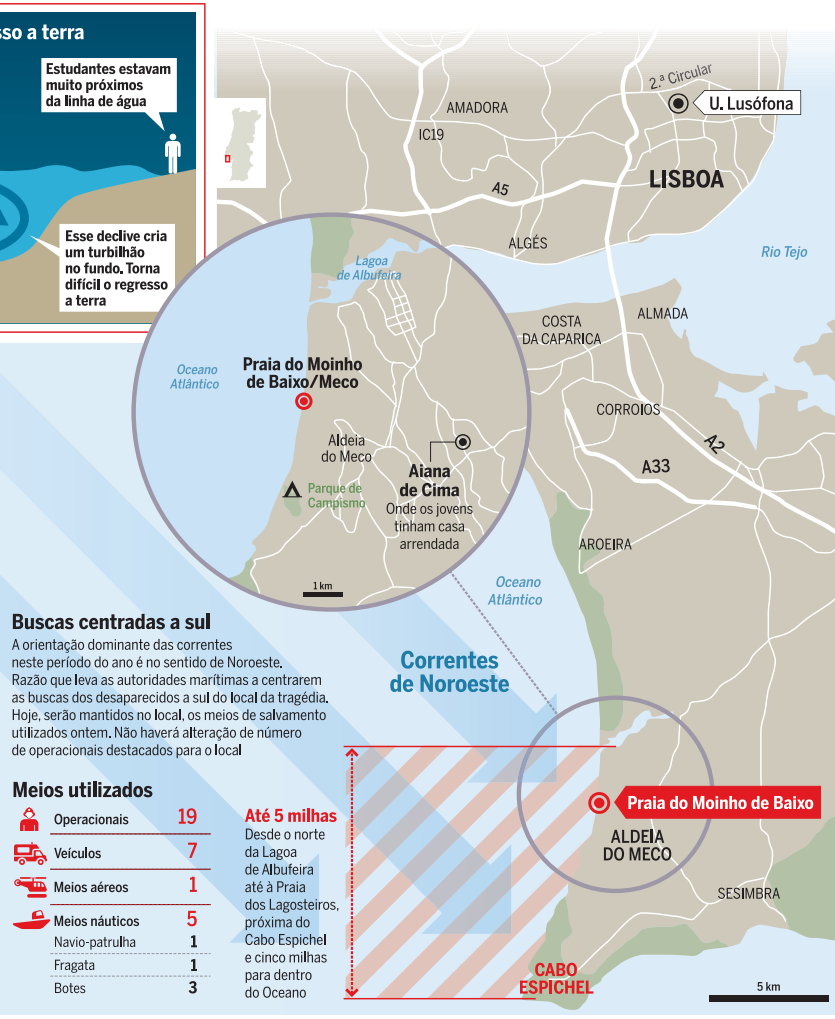 sso a terra
Estudantes estavam
muito próximos
da linha de água
Esse declive cria
um turbilhão
no fundo. Torna
difícil o regresso
a terra
2.ª Circular
U. Lusófona
AMADORA
IC19
LISBOA
A5
ALGÉS
Rio Tejo
Lagoa
de Albufeira
COSTA
DA CAPARICA
ALMADA
Oceano
Atlântico
Praia do Moinho
de Baixo/Meco
CORROIOS
A2
A33
Aldeia
do Meco
Aiana
de Cima
Onde os jovens
tinham casa
arrendada
Parque de
Campismo
1 km
AROEIRA
Oceano
Atlântico
Buscas centradas a sul
A orientação dominante das correntes
neste período do ano é no sentido de Noroeste.
Razão que leva as autoridades marítimas a centrarem
as buscas dos desaparecidos a sul do local da tragédia.
Hoje, serão mantidos no local, os meios de salvamento
utilizados ontem. Não haverá alteração de número
de operacionais destacados para o local
Correntes
de Noroeste
Meios utilizados
Operacionais 19
Veículos 7
Meios aéreos 1
Meios náuticos 5
Navio-patrulha 1
Fragata 1
Botes 3
Até 5 milhas
Desde o norte
da Lagoa
de Albufeira
até à Praia
dos Lagosteiros,
próxima do
Cabo Espichel
e cinco milhas
para dentro
do Oceano
Praia do Moinho de Baixo
ALDEIA
DO MECO
SESIMBRA
CABO
ESPICHEL
5 km